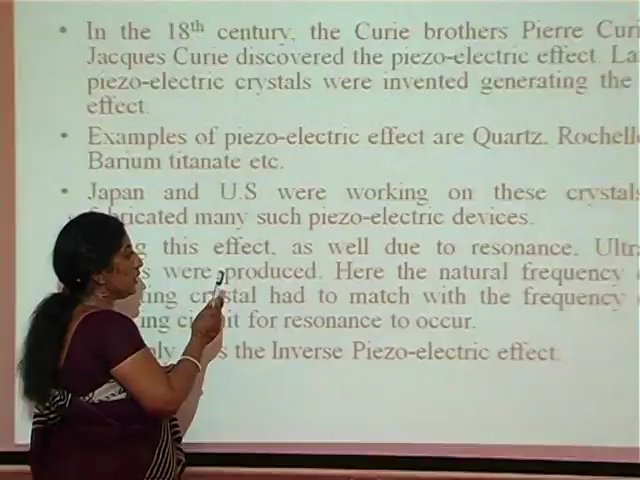 • In the 18th century, the Curie brothers Pierre Curi
Jacques Curie discovered the piezo-electric effect. La
piezo-electric crystals were invented generating the
effect.
• Examples of piezo-electric effect are Quartz, Rochell
Barium titanate etc.
• Japan and U.S were working on these crystals
fabricated many such piezo-electric devices.
this effect, as well due to resonance, Ultr
were produced. Here the natural frequency
crystal had to match with the frequency
for resonance to occur.
the Inverse Piezo-electric effect.